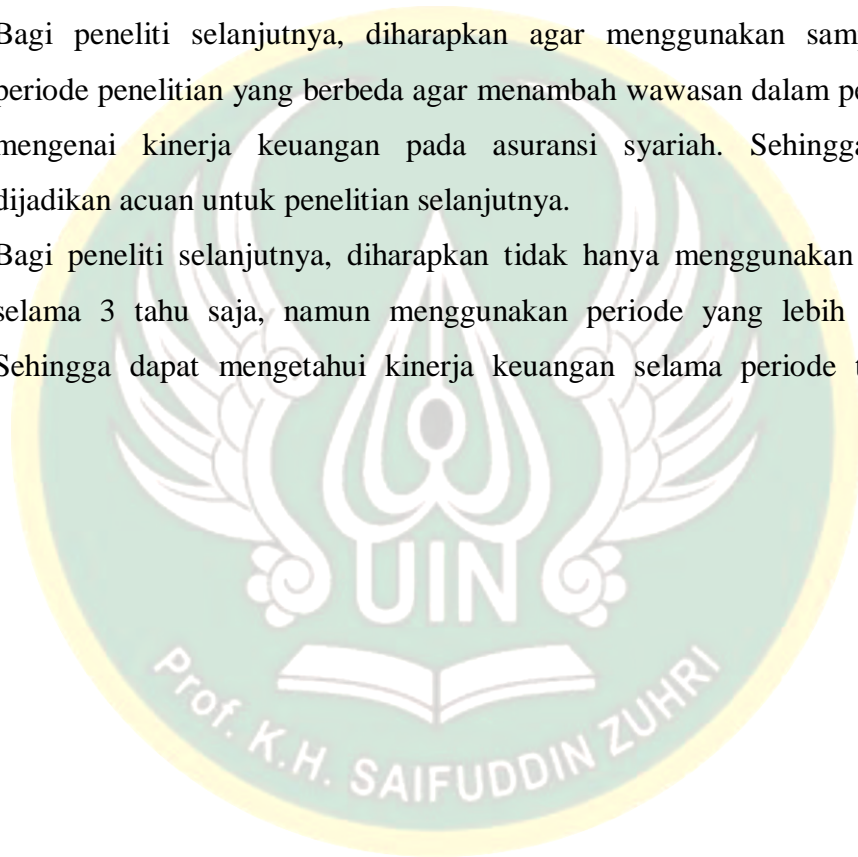 Bagi peneliti selanjutnya, diharapkan agar menggunakan sam
periode penelitian yang berbeda agar menambah wawasan dalam pe
mengenai kinerja keuangan pada asuransi syariah. Sehingga
dijadikan acuan untuk penelitian selanjutnya.
Bagi peneliti selanjutnya, diharapkan tidak hanya menggunakan
selama 3 tahu saja, namun menggunakan periode yang lebih
Sehingga dapat mengetahui kinerja keuangan selama periode t
UIN
Prof. K.H. SAIFUDDIN ZUHRI